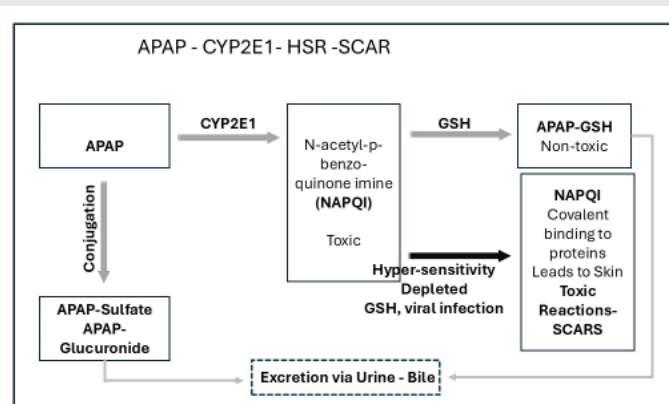 APAP - CYP2E1- HSR -SCAR
APAP
CYP2E1
N-acetyl-p-
benzo-
quinone imine
(NAPQI)
Toxic
GSH
APAP-GSH
Non-toxic
Conjugation
Hyper-sensitivity
Depleted
GSH, viral infection
NAPQI
Covalent
binding to
proteins
Leads to Skin
Toxic
Reactions-
SCARS
APAP-Sulfate
APAP-
Glucuronide
Excretion via Urine - Bile